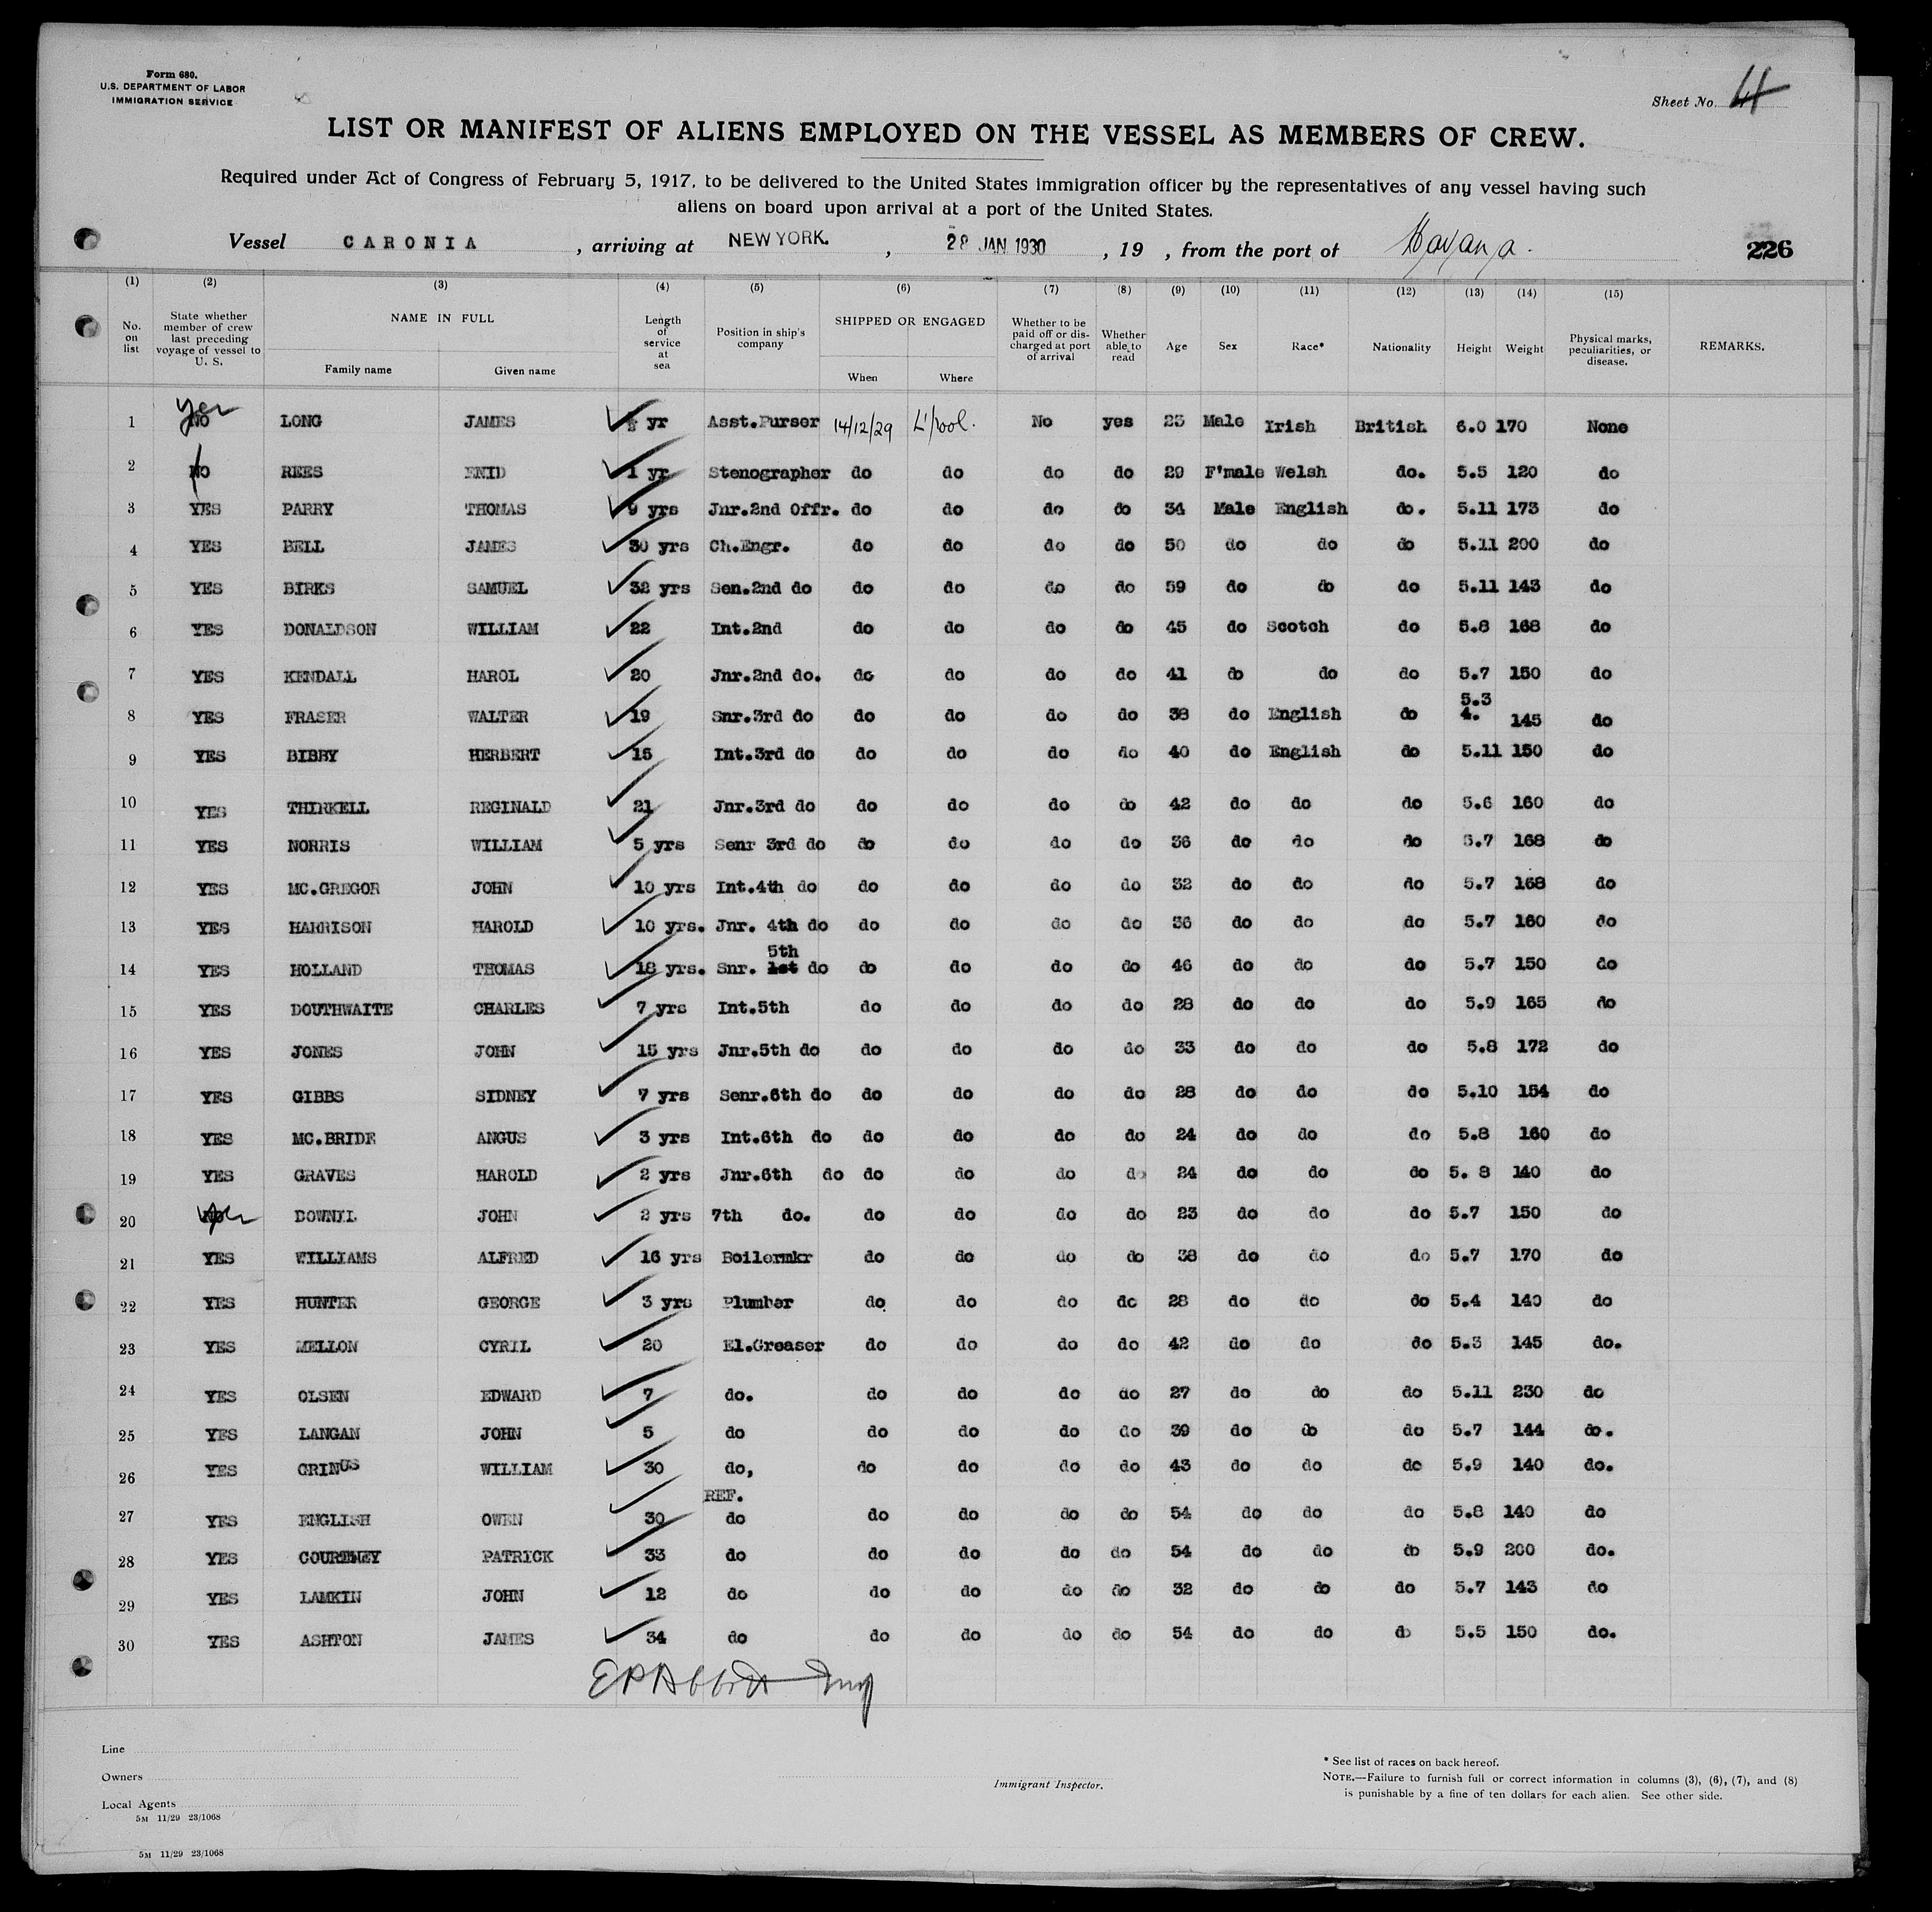 Form 680.
U.S. DEPARTMENT OF LABOR
IMMIGRATION SERVICE
Sheet No. 4
LIST OR MANIFEST OF ALIENS EMPLOYED ON THE VESSEL AS MEMBERS OF CREW.
Required under Act of Congress of February 5, 1917, to be delivered to the United States immigration officer by the representatives of any vessel having such
aliens on board upon arrival at a port of the United States.
Vessel CARONIA , arriving at NEW YORK. , 28 JAN 1930 , 19 , from the port of Havana. 226
(1) (2) (3) (4) (5) (6) (7) (8) (9) (10) (11) (12) (13) (14) (15)
No. on list State whether member of crew last preceding voyage of vessel to U. S. NAME IN FULL Family name Given name Length of service at sea Position in ship's company SHIPPED OR ENGAGED When Where Whether to be paid off or discharged at port of arrival Whether able to read Age Sex Race* Nationality Height Weight Physical marks, peculiarities, or disease. REMARKS.
1 yes NO LONG JAMES yr Asst.Purser 14/12/29 L'pool. No yes 23 Male Irish British 6.0 170 None
2 NO REES ENID 1 yr Stenographer do do do do 29 F'male Welsh do. 5.5 120 do
3 YES PARRY THOMAS 9 yrs Jnr.2nd Offr. do do do do 34 Male English do. 5.11 173 do
4 YES BELL JAMES 30 yrs Ch.Engr. do do do do 50 do do do 5.11 200 do
5 YES BIRKS SAMUEL 32 yrs Sen.2nd do do do do do 59 do do do 5.11 143 do
6 YES DONALDSON WILLIAM 22 Int.2nd do do do do 45 do Scotch do 5.8 168 do
7 YES KENDALL HAROL 20 Jnr.2nd do. do do do do 41 do do do 5.7 150 do
8 YES FRASER WALTER 19 Snr.3rd do do do do do 38 do English do 5.3 4. 145 do
9 YES BIBBY HERBERT 15 Int.3rd do do do do do 40 do English do 5.11 150 do
10 YES THIRKELL REGINALD 21 Jnr.3rd do do do do do 42 do do do 5.6 160 do
11 YES NORRIS WILLIAM 5 yrs Senr 3rd do do do do do 36 do do do 5.7 168 do
12 YES MC.GREGOR JOHN 10 yrs Int.4th do do do do do 32 do do do 5.7 168 do
13 YES HARRISON HAROLD 10 yrs. Jnr. 4th do do do do do 36 do do do 5.7 160 do
14 YES HOLLAND THOMAS 18 yrs. Snr. 5th 1st do do do do do 46 do do do 5.7 150 do
15 YES DOUTHWAITE CHARLES 7 yrs Int.5th do do do do 28 do do do 5.9 165 do
16 YES JONES JOHN 15 yrs Jnr.5th do do do do do 33 do do do 5.8 172 do
17 YES GIBBS SIDNEY 7 yrs Senr.6th do do do do do 28 do do do 5.10 154 do
18 YES MC.BRIDE ANGUS 3 yrs Int.6th do do do do do 24 do do do 5.8 160 do
19 YES GRAVES HAROLD 2 yrs Jnr.6th do do do do do 24 do do do 5. 8 140 do
20 DOWNIE JOHN 2 yrs 7th do. do do do do 23 do do do 5.7 150 do
21 YES WILLIAMS ALFRED 16 yrs Boilermkr do do do do 38 do do do 5.7 170 do
22 YES HUNTER GEORGE 3 yrs Plumber do do do do 28 do do do 5.4 140 do
23 YES MELLON CYRIL 20 El.Greaser do do do do 42 do do do 5.3 145 do.
24 YES OLSEN EDWARD 7 do. do do do do 27 do do do 5.11 230 do
25 YES LANGAN JOHN 5 do do do do do 39 do do do 5.7 144 do.
26 YES GRINUS WILLIAM 30 do, do do do do 43 do do do 5.9 140 do.
27 YES ENGLISH OWEN 30 REF. do do do do do 54 do do do 5.8 140 do
28 YES COURTNEY PATRICK 33 do do do do do 54 do do do 5.9 200 do.
29 YES LAMKIN JOHN 12 do do do do do 32 do do do 5.7 143 do
30 YES ASHTON JAMES 34 do do do do do 54 do do do 5.5 150 do.
Line
Owners
Local Agents
5M 11/29 23/1068
Immigrant Inspector.
* See list of races on back hereof.
NOTE.—Failure to furnish full or correct information in columns (3), (6), (7), and (8)
is punishable by a fine of ten dollars for each alien. See other side.
5M 11/29 23/1068